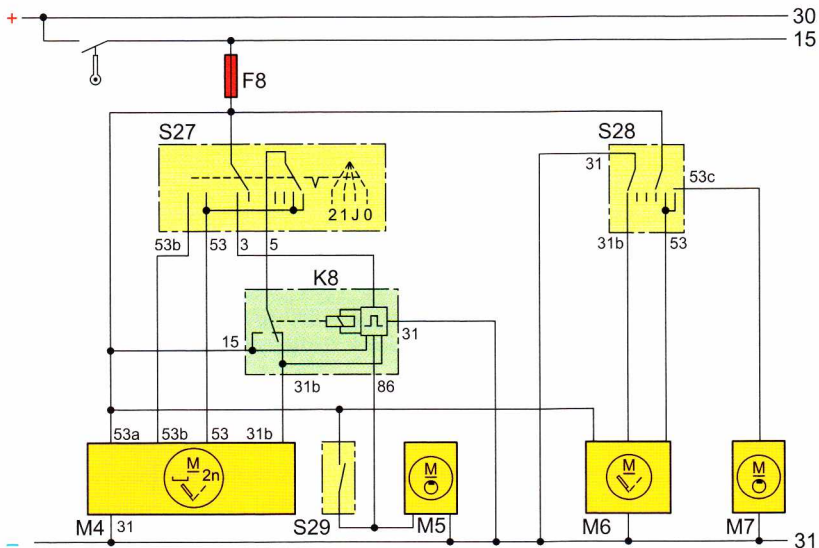 + 30
15
F8
S27 S28
31
53c
2 1 J 0
53b 53 3 5 31b 53
K8
15 31
31b 86
53a 53b 53 31b
M 2n M M M
M4 31 S29 M5 M6 M7
− 31